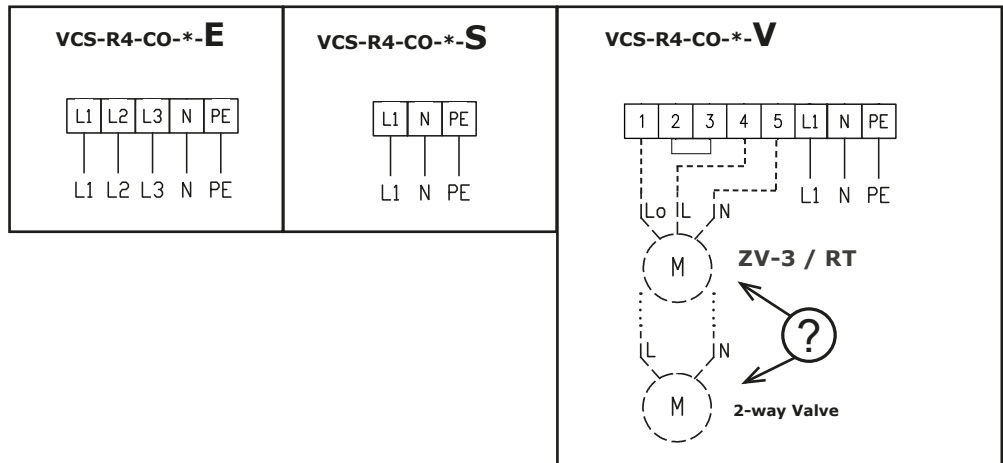 VCS-R4-CO-*-E
L1 L2 L3 N PE
L1 L2 L3 N PE
VCS-R4-CO-*-S
L1 N PE
L1 N PE
VCS-R4-CO-*-V
1 2 3 4 5 L1 N PE
L1 N PE
Lo L N
M
ZV-3 / RT
?
L N
M
2-way Valve